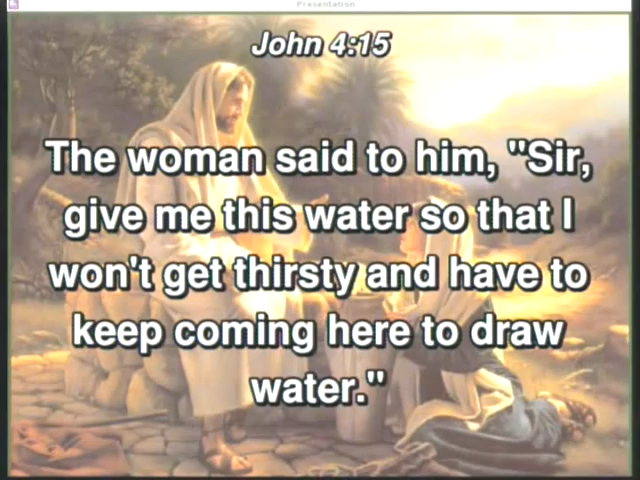 Presentation
John 4:15
The woman said to him, "Sir,
give me this water so that I
won't get thirsty and have to
keep coming here to draw
water."